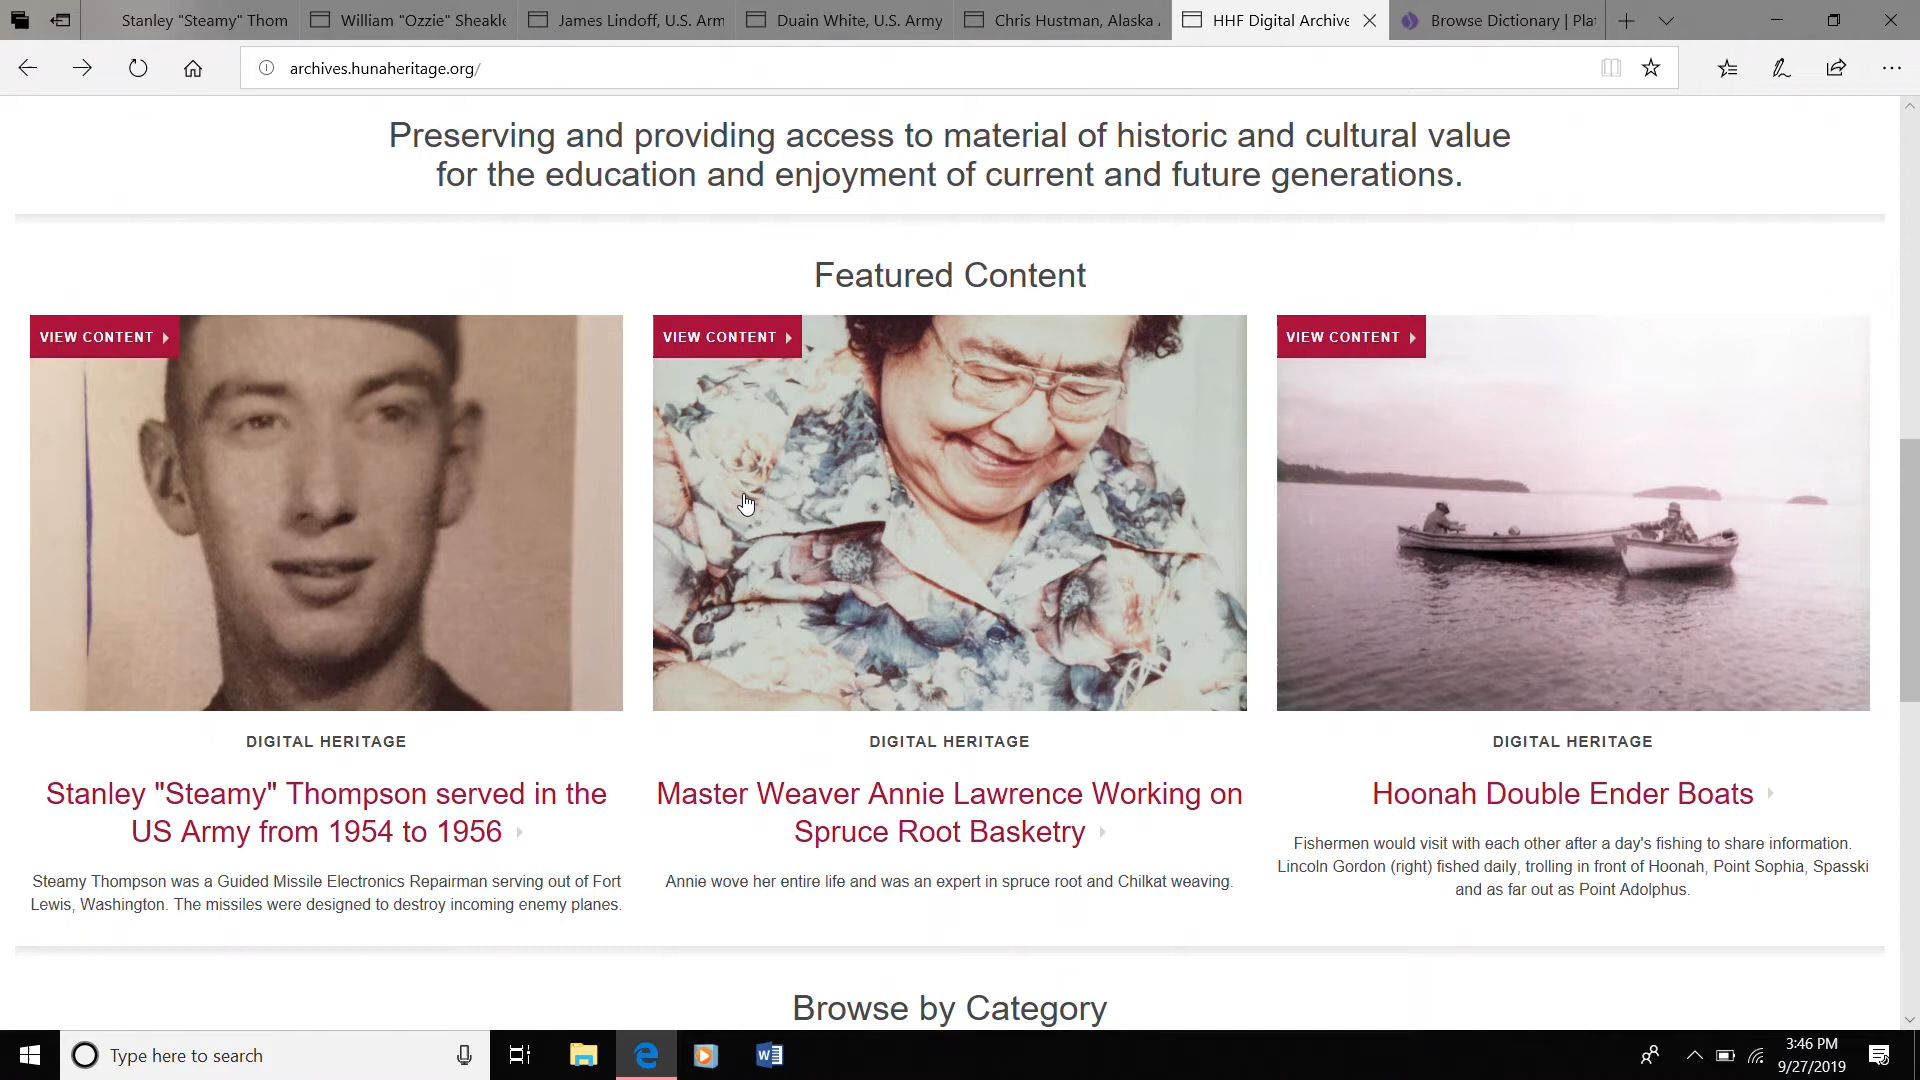 Stanley "Steamy" Thom
William "Ozzie" Sheakle
James Lindoff, U.S. Arm
Duain White, U.S. Army
Chris Hustman, Alaska
HHF Digital Archive
Browse Dictionary | Pla
archives.hunaheritage.org/
Preserving and providing access to material of historic and cultural value
for the education and enjoyment of current and future generations.
Featured Content
VIEW CONTENT
VIEW CONTENT
VIEW CONTENT
DIGITAL HERITAGE
Stanley "Steamy" Thompson served in the
US Army from 1954 to 1956
Steamy Thompson was a Guided Missile Electronics Repairman serving out of Fort
Lewis, Washington. The missiles were designed to destroy incoming enemy planes.
DIGITAL HERITAGE
Master Weaver Annie Lawrence Working on
Spruce Root Basketry
Annie wove her entire life and was an expert in spruce root and Chilkat weaving.
DIGITAL HERITAGE
Hoonah Double Ender Boats
Fishermen would visit with each other after a day's fishing to share information.
Lincoln Gordon (right) fished daily, trolling in front of Hoonah, Point Sophia, Spasski
and as far out as Point Adolphus.
Browse by Category
Type here to search
3:46 PM
9/27/2019